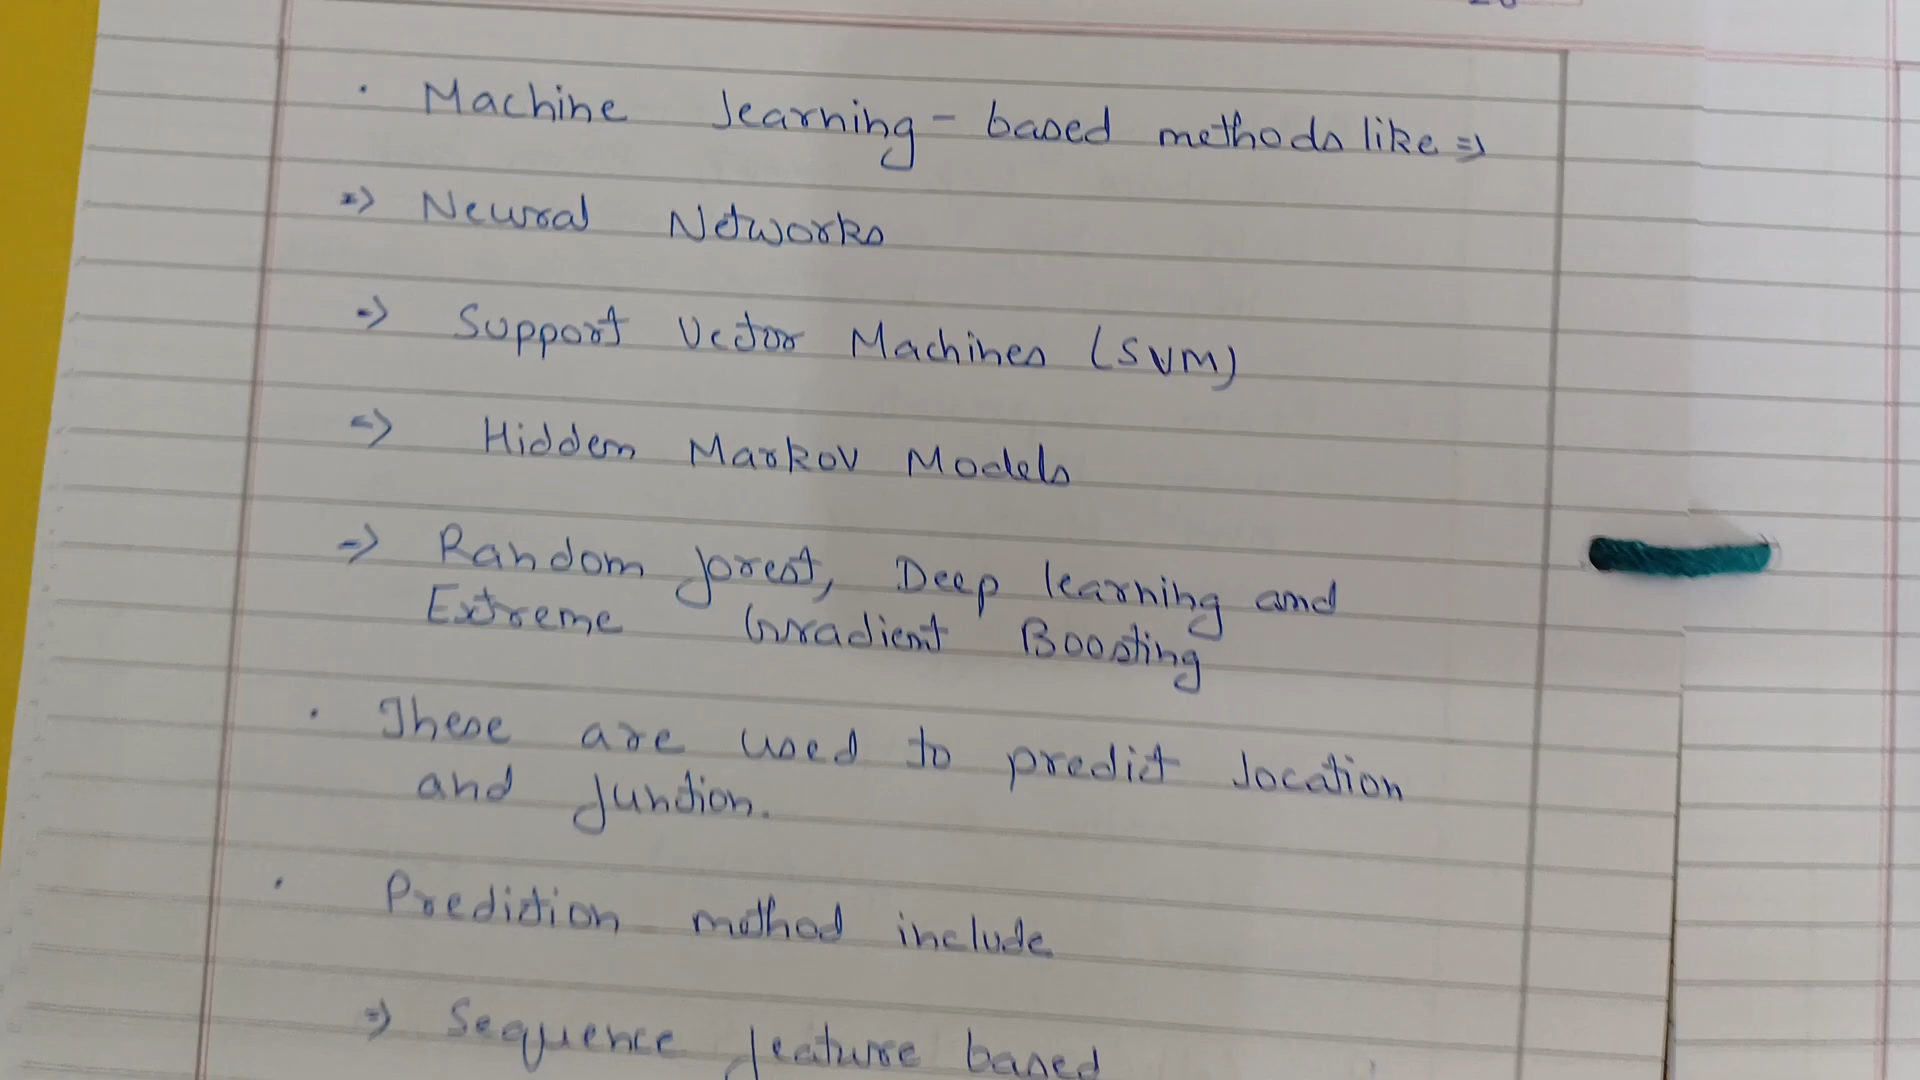 • Machine learning - based methods like ⇒
⇒ Neural Networks
⇒ Support Vector Machines (SVM)
⇒ Hidden Markov Models
⇒ Random forest, Deep learning and
Extreme Gradient Boosting
• These are used to predict location
and function.
• Prediction method include
⇒ Sequence feature based